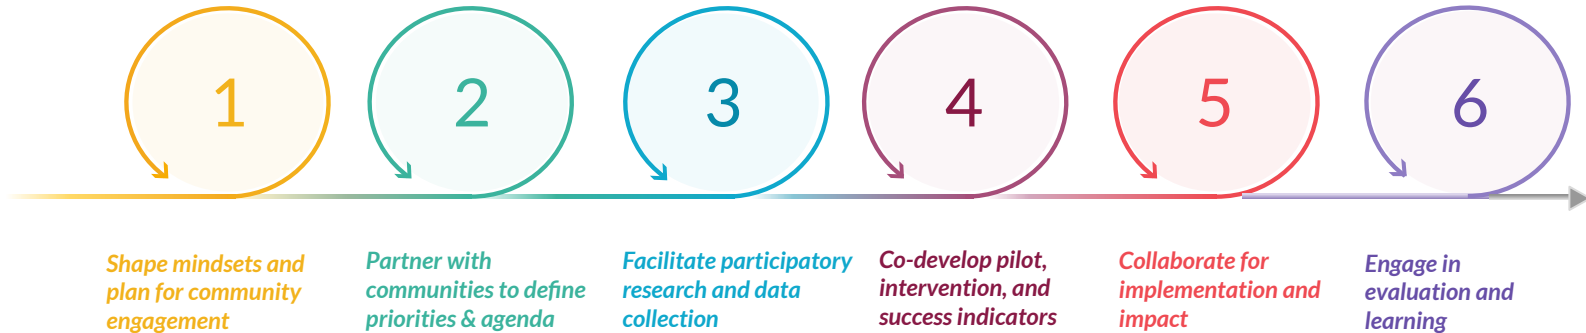 1
2
3
4
5
6
Shape mindsets and
plan for community
engagement
Partner with
communities to define
priorities & agenda
Facilitate participatory
research and data
collection
Co-develop pilot,
intervention, and
success indicators
Collaborate for
implementation and
impact
Engage in
evaluation and
learning